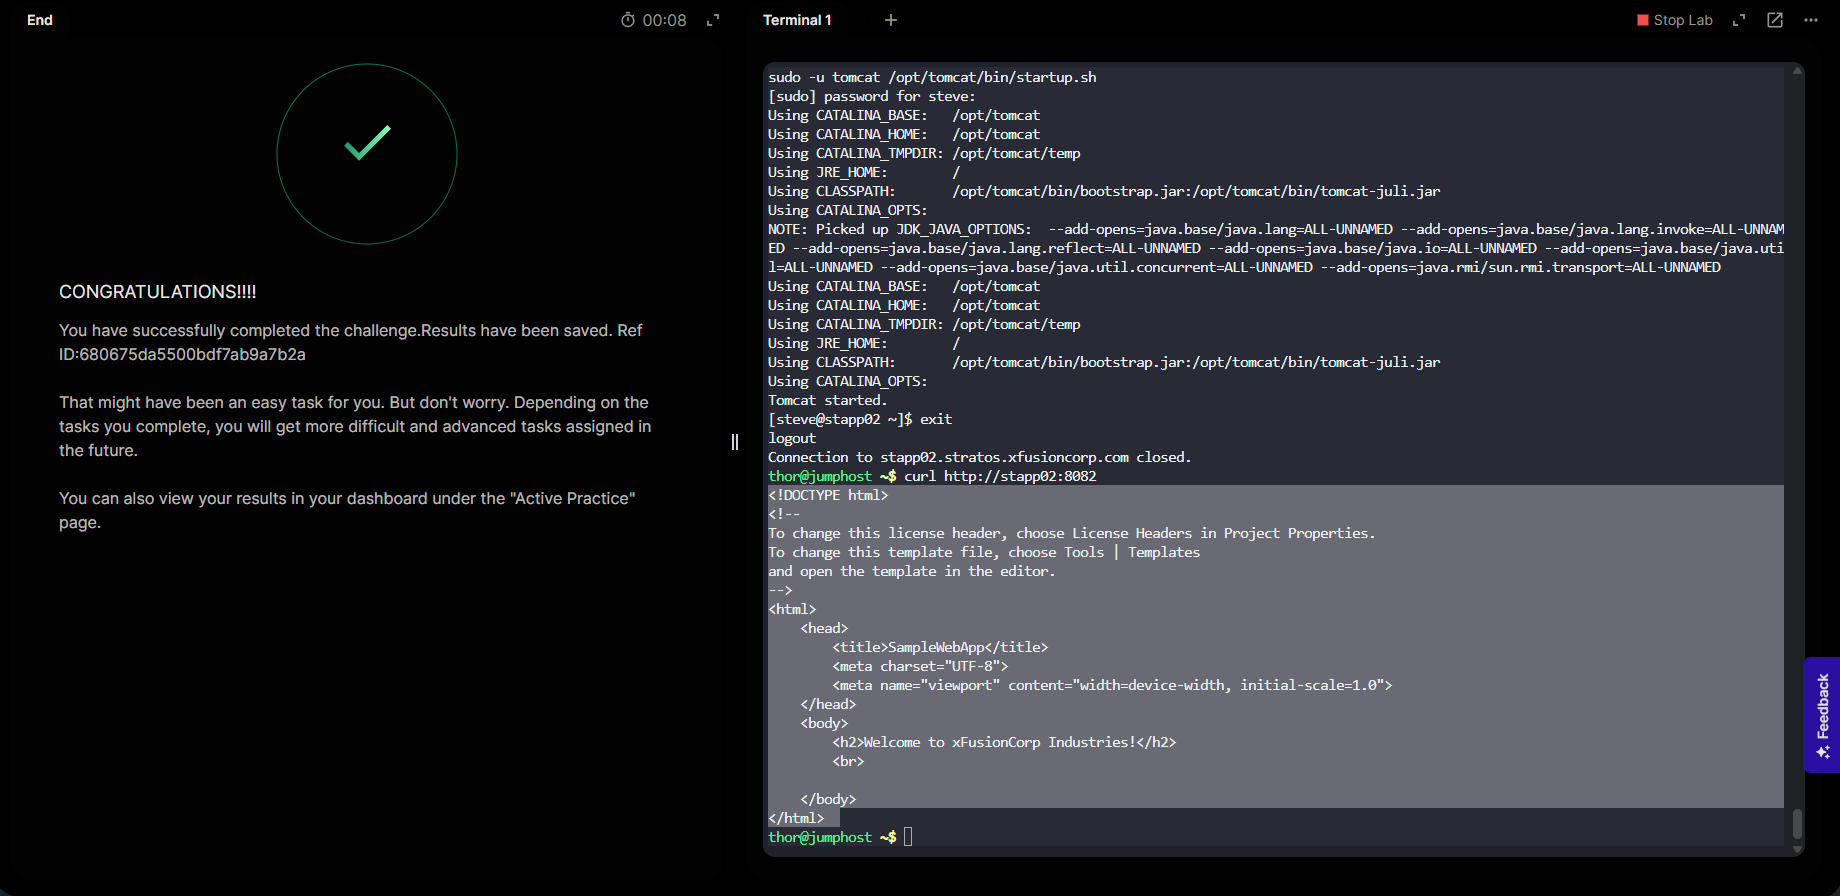 End
00:08
CONGRATULATIONS!!!!
You have successfully completed the challenge.Results have been saved. Ref
ID:680675da5500bdf7ab9a7b2a
That might have been an easy task for you. But don't worry. Depending on the
tasks you complete, you will get more difficult and advanced tasks assigned in
the future.
You can also view your results in your dashboard under the "Active Practice"
page.
Terminal 1
+
Stop Lab
sudo -u tomcat /opt/tomcat/bin/startup.sh
[sudo] password for steve:
Using CATALINA_BASE:   /opt/tomcat
Using CATALINA_HOME:   /opt/tomcat
Using CATALINA_TMPDIR: /opt/tomcat/temp
Using JRE_HOME:        /
Using CLASSPATH:       /opt/tomcat/bin/bootstrap.jar:/opt/tomcat/bin/tomcat-juli.jar
Using CATALINA_OPTS:
NOTE: Picked up JDK_JAVA_OPTIONS:  --add-opens=java.base/java.lang=ALL-UNNAMED --add-opens=java.base/java.lang.invoke=ALL-UNNAM
ED --add-opens=java.base/java.lang.reflect=ALL-UNNAMED --add-opens=java.base/java.io=ALL-UNNAMED --add-opens=java.base/java.uti
l=ALL-UNNAMED --add-opens=java.base/java.util.concurrent=ALL-UNNAMED --add-opens=java.rmi/sun.rmi.transport=ALL-UNNAMED
Using CATALINA_BASE:   /opt/tomcat
Using CATALINA_HOME:   /opt/tomcat
Using CATALINA_TMPDIR: /opt/tomcat/temp
Using JRE_HOME:        /
Using CLASSPATH:       /opt/tomcat/bin/bootstrap.jar:/opt/tomcat/bin/tomcat-juli.jar
Using CATALINA_OPTS:
Tomcat started.
[steve@stapp02 ~]$ exit
logout
Connection to stapp02.stratos.xfusioncorp.com closed.
thor@jumphost ~$ curl http://stapp02:8082
<!DOCTYPE html>
<!--
To change this license header, choose License Headers in Project Properties.
To change this template file, choose Tools | Templates
and open the template in the editor.
-->
<html>
    <head>
        <title>SampleWebApp</title>
        <meta charset="UTF-8">
        <meta name="viewport" content="width=device-width, initial-scale=1.0">
    </head>
    <body>
        <h2>Welcome to xFusionCorp Industries!</h2>
        <br>
    </body>
</html>
thor@jumphost ~$
Feedback